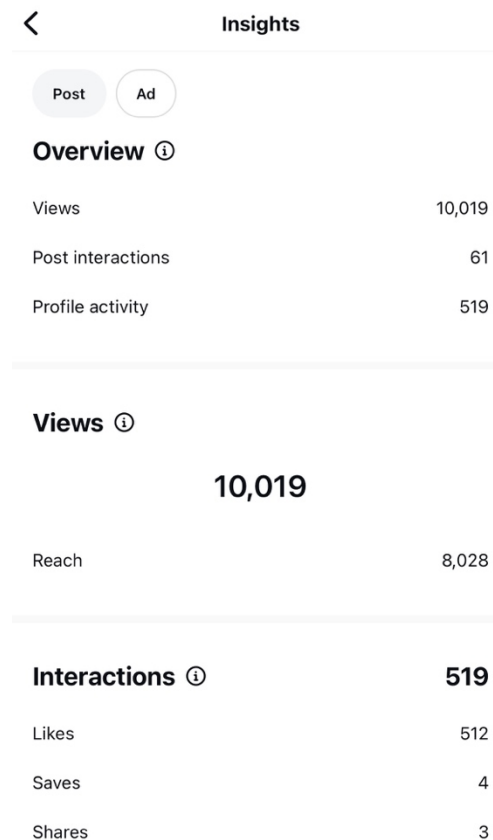 Insights
Post Ad
Overview
Views 10,019
Post interactions 61
Profile activity 519
Views
10,019
Reach 8,028
Interactions 519
Likes 512
Saves 4
Shares 3